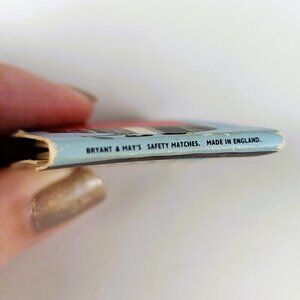 BRYANT & MAY'S SAFETY MATCHES. MADE IN ENGLAND.